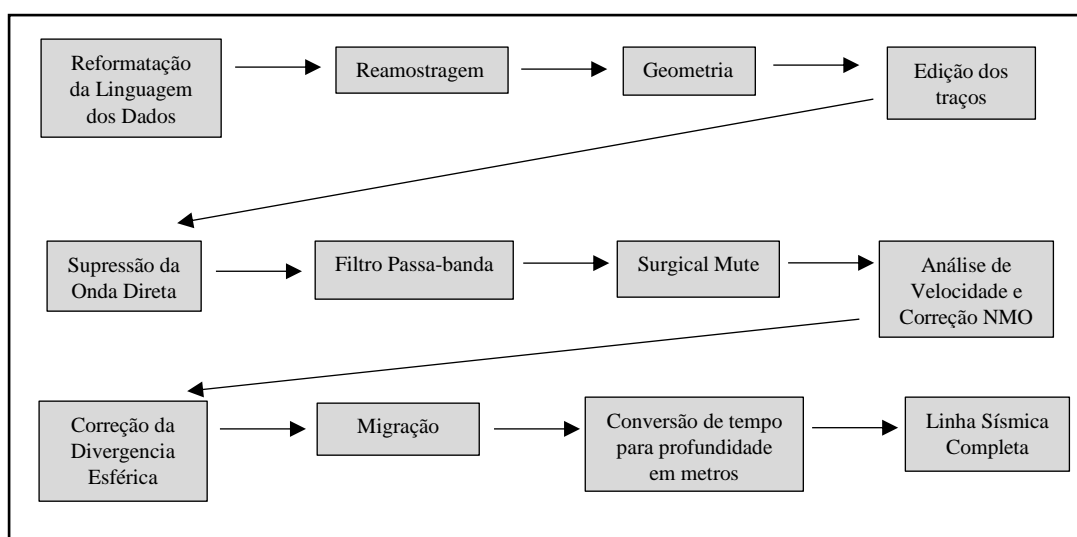 Reformatação
da Linguagem
dos Dados
Reamostragem
Geometria
Edição dos
traços
Supressão da
Onda Direta
Filtro Passa-banda
Surgical Mute
Análise de
Velocidade e
Correção NMO
Correção da
Divergencia
Esférica
Migração
Conversão de tempo
para profundidade
em metros
Linha Sísmica
Completa